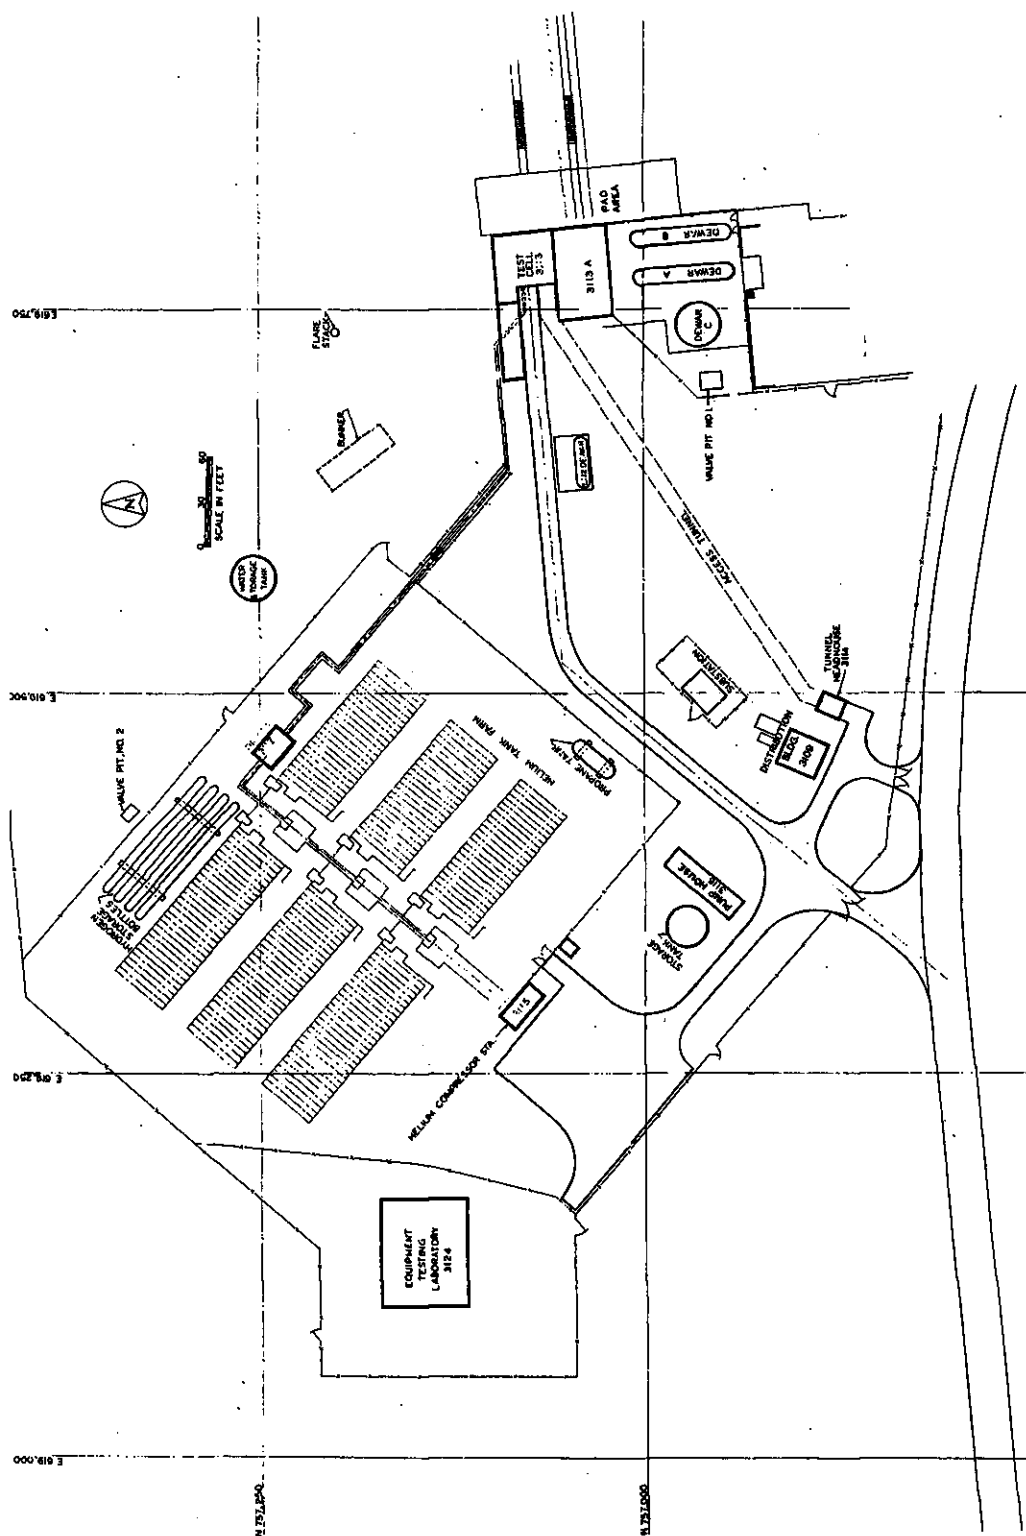 E 619,750
FLARE
STACK
BUNKER
N
0 30 60
SCALE IN FEET
WATER
STORAGE
TANK
TEST
CELL
3113
3113 A
PAD
AREA
DEWAR B
DEWAR A
DEWAR
C
VALVE PIT NO 1
DEWAR
ACCESS TUNNEL
E 619,500
VALVE PIT, NO. 2
HYDROGEN
STORAGE
BOTTLES
HELIUM TANK FARM
PROPANE
TANK
SUBSTATION
TUNNEL
HEADHOUSE
DISTRIBUTION
BLDG.
3109
PUMP HOUSE
STORAGE
TANK
3115
HELIUM COMPRESSOR STA.
E 619,250
EQUIPMENT
TESTING
LABORATORY
3124
E 619,000
N 757,250
N 757,000